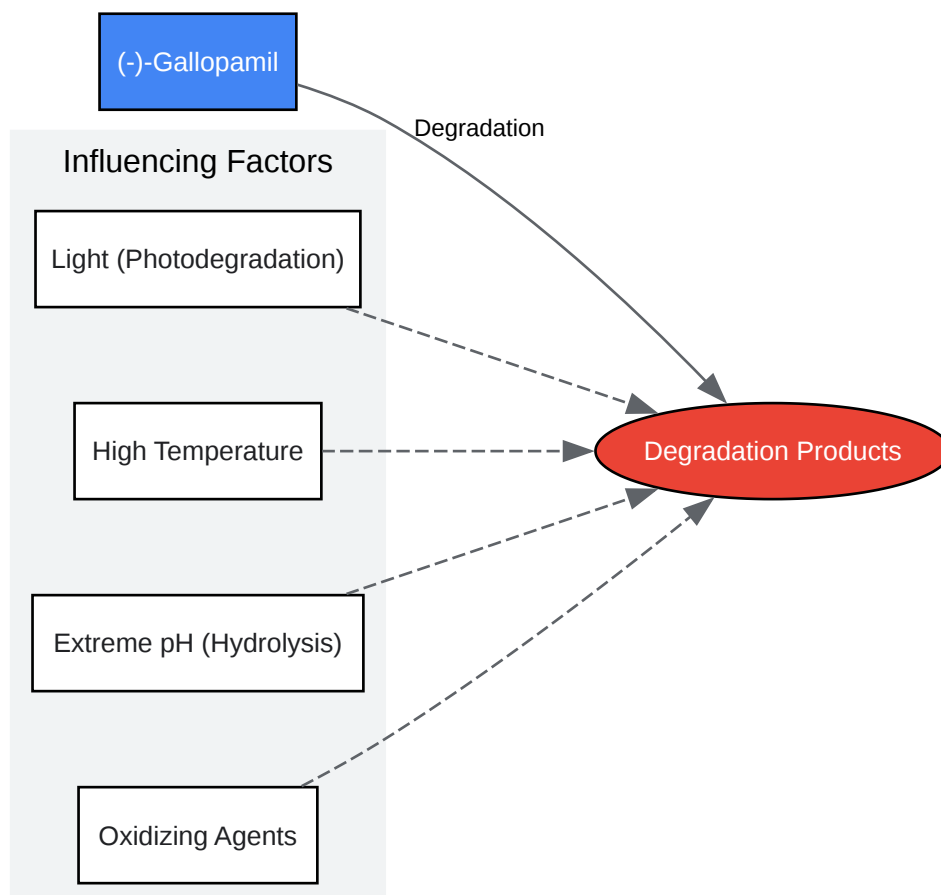 (-)-Gallopamil
Degradation
Influencing Factors
Light (Photodegradation)
High Temperature
Degradation Products
Extreme pH (Hydrolysis)
Oxidizing Agents